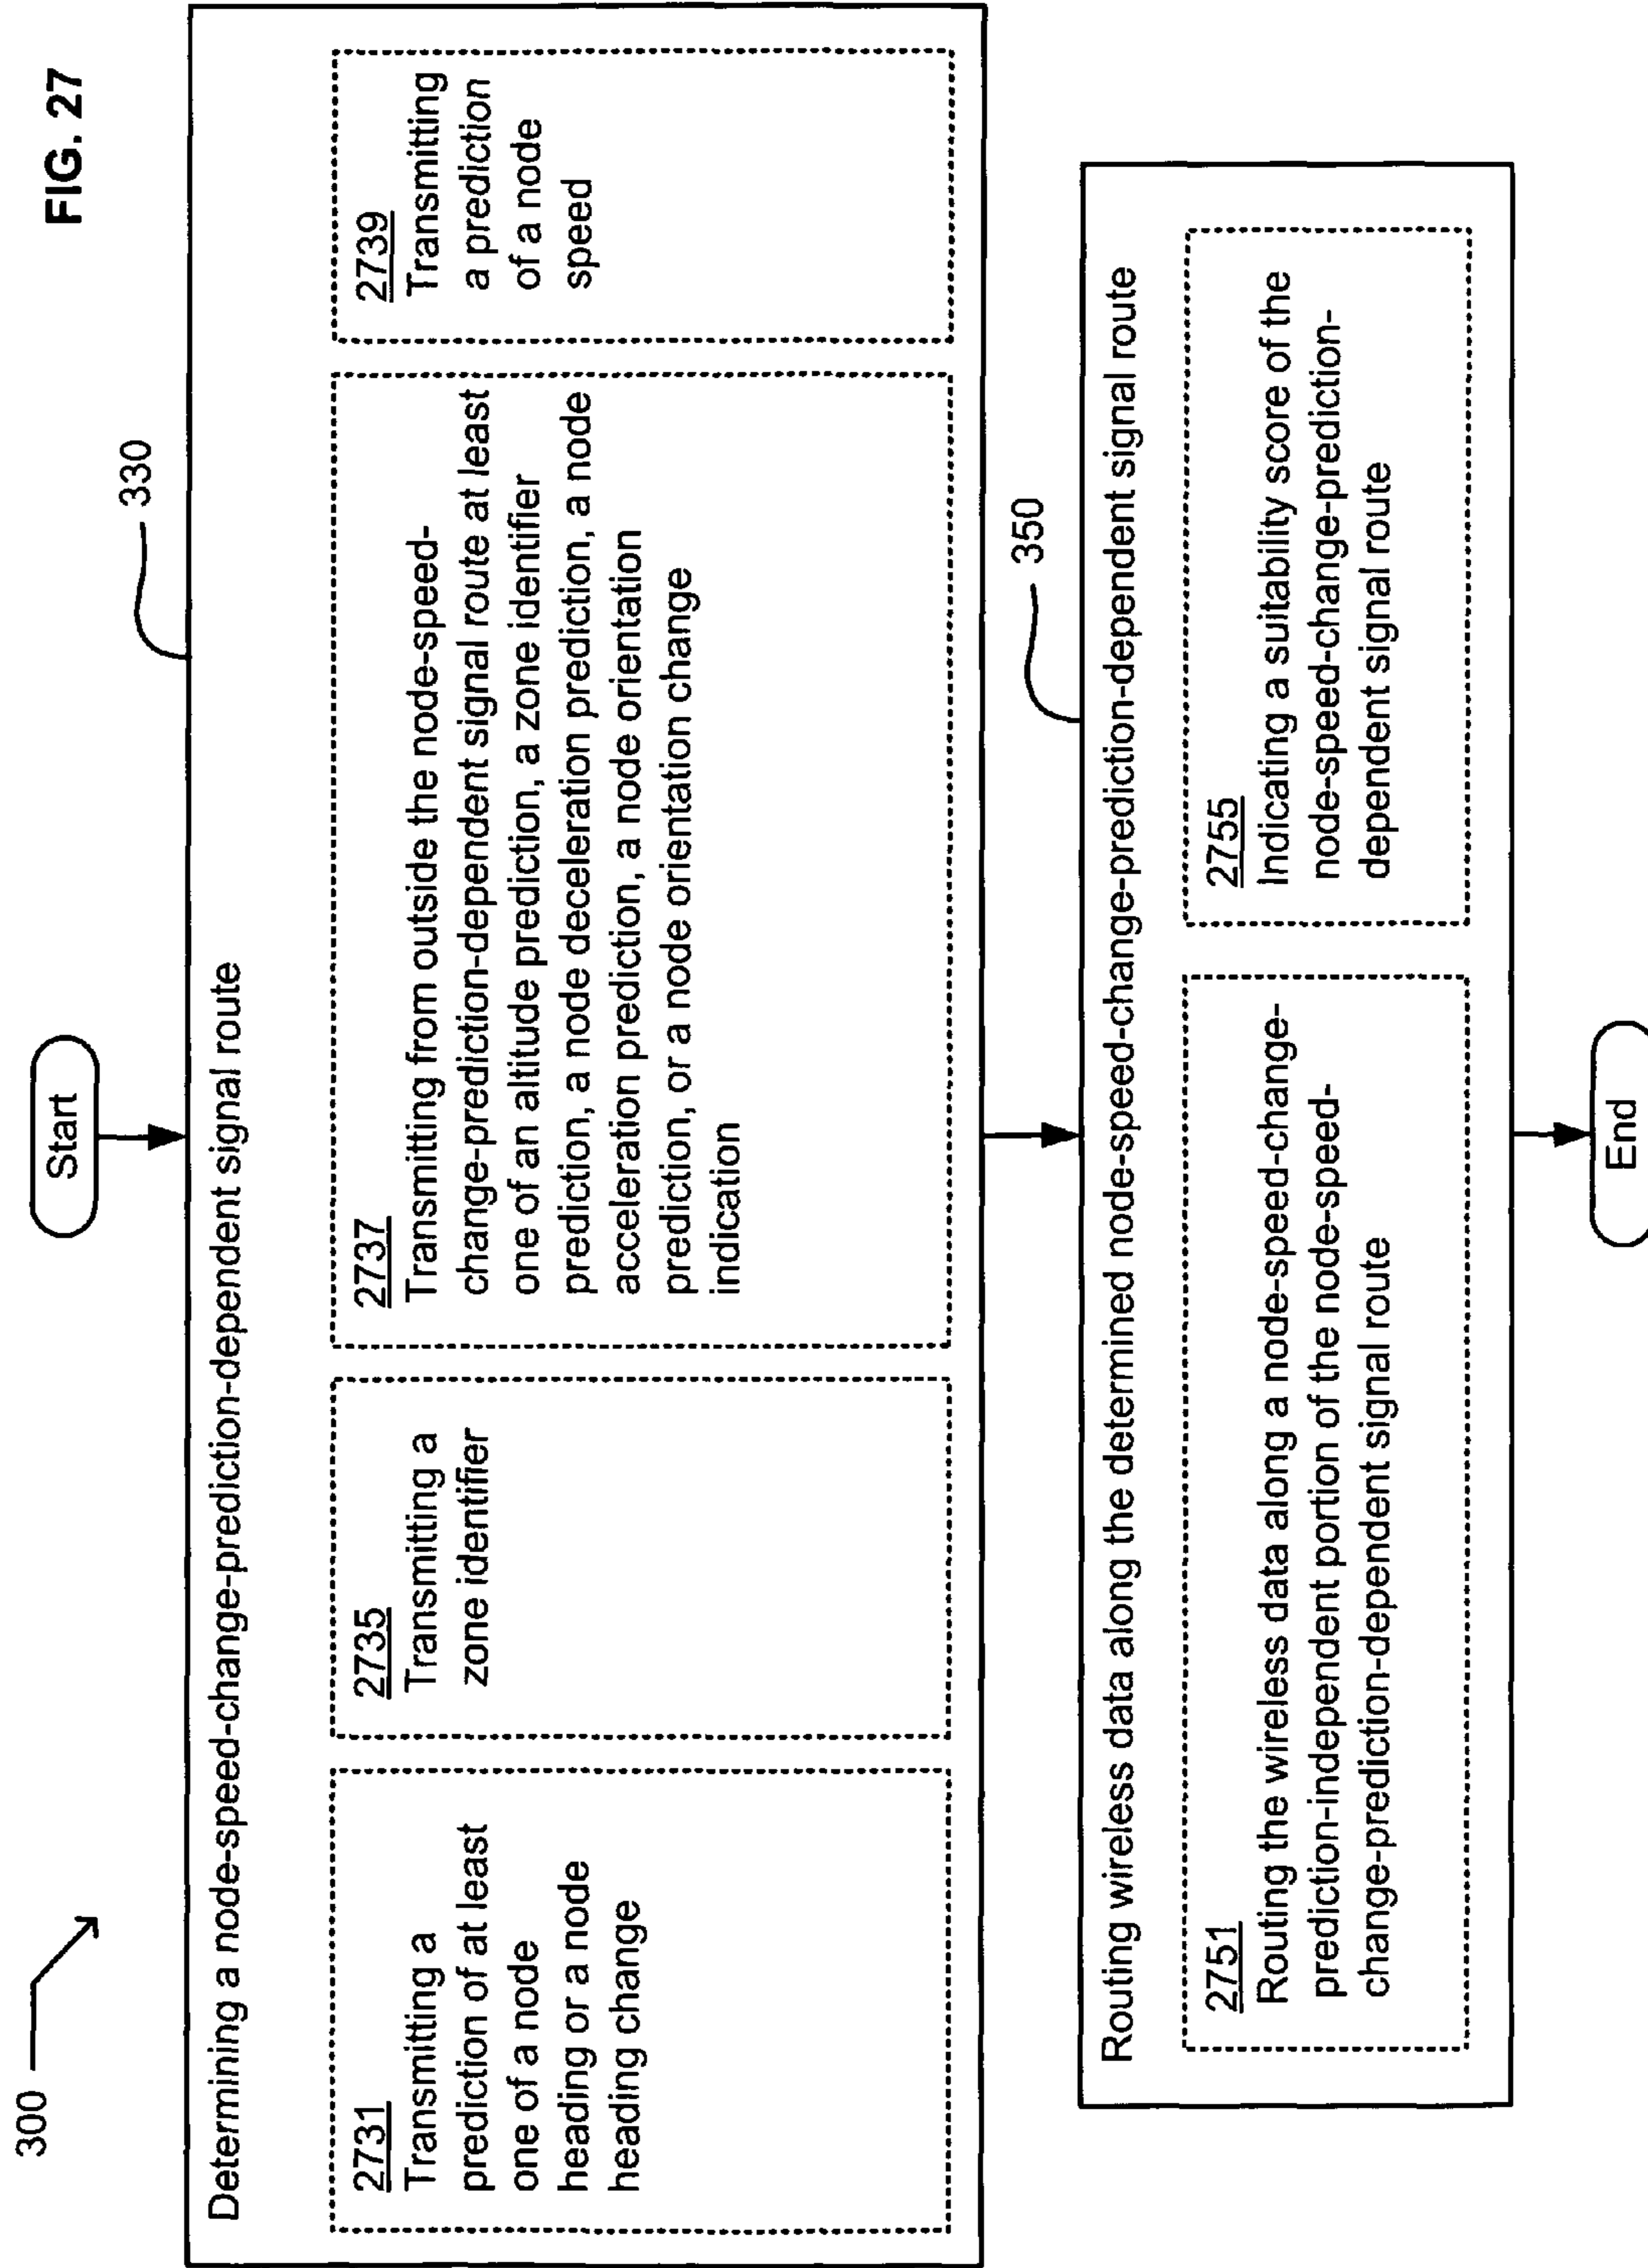 FIG. 27
300
Start
330
Determining a node-speed-change-prediction-dependent signal route
2731
Transmitting a
prediction of at least
one of a node
heading or a node
heading change
2735
Transmitting a
zone identifier
2737
Transmitting from outside the node-speed-
change-prediction-dependent signal route at least
one of an altitude prediction, a zone identifier
prediction, a node deceleration prediction, a node
acceleration prediction, a node orientation
prediction, or a node orientation change
indication
2739
Transmitting
a prediction
of a node
speed
350
Routing wireless data along the determined node-speed-change-prediction-dependent signal route
2751
Routing the wireless data along a node-speed-change-
prediction-independent portion of the node-speed-
change-prediction-dependent signal route
2755
Indicating a suitability score of the
node-speed-change-prediction-
dependent signal route
End